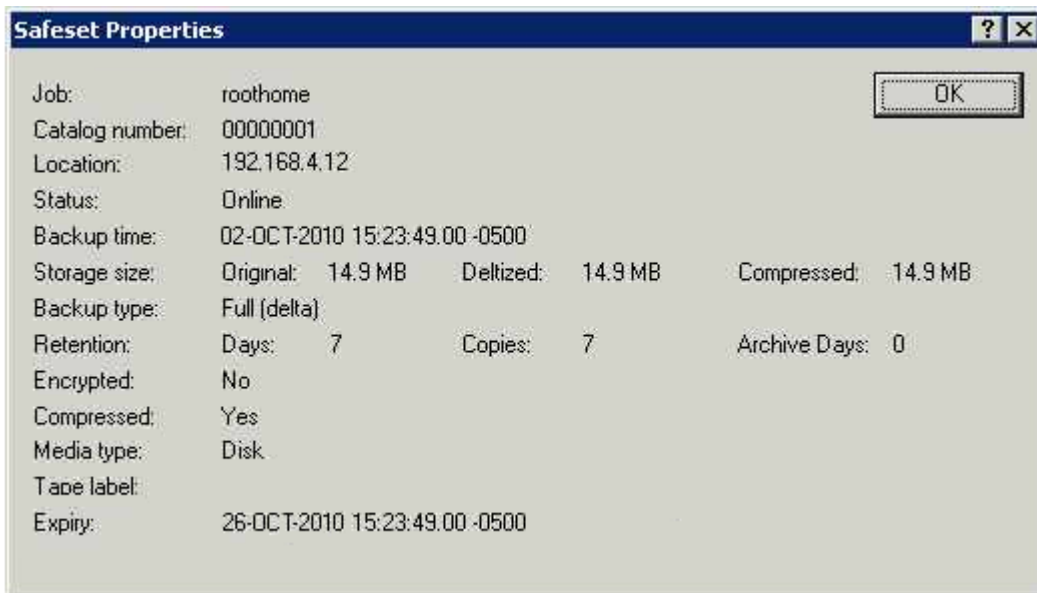 Safeset Properties
Job: roothome OK
Catalog number: 00000001
Location: 192.168.4.12
Status: Online
Backup time: 02-OCT-2010 15:23:49.00 -0500
Storage size: Original: 14.9 MB Deltized: 14.9 MB Compressed: 14.9 MB
Backup type: Full (delta)
Retention: Days: 7 Copies: 7 Archive Days: 0
Encrypted: No
Compressed: Yes
Media type: Disk
Tape label:
Expiry: 26-OCT-2010 15:23:49.00 -0500